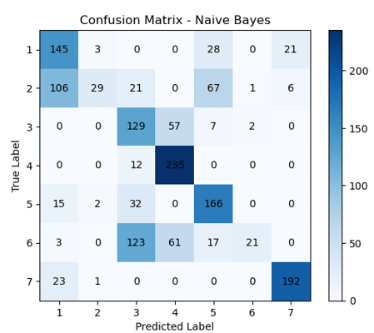 Confusion Matrix - Naive Bayes
1 145 3 0 0 28 0 21
2 106 29 21 0 67 1 6
3 0 0 129 57 7 2 0
4 0 0 12 235 0 0 0
5 15 2 32 0 166 0 0
6 3 0 123 61 17 21 0
7 23 1 0 0 0 0 192
1 2 3 4 5 6 7
True Label
Predicted Label
200
150
100
50
0